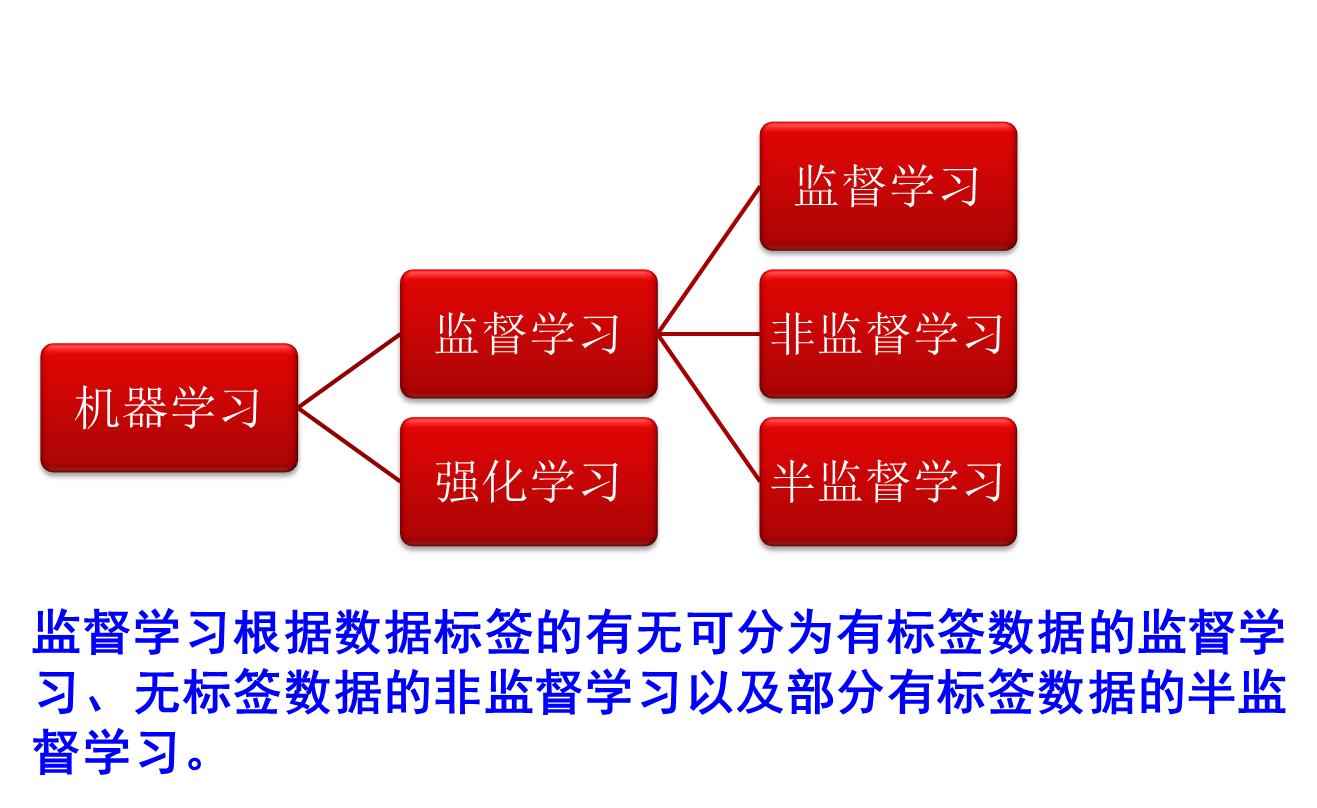 机器学习
监督学习
强化学习
监督学习
非监督学习
半监督学习
监督学习根据数据标签的有无可分为有标签数据的监督学
习、无标签数据的非监督学习以及部分有标签数据的半监
督学习。